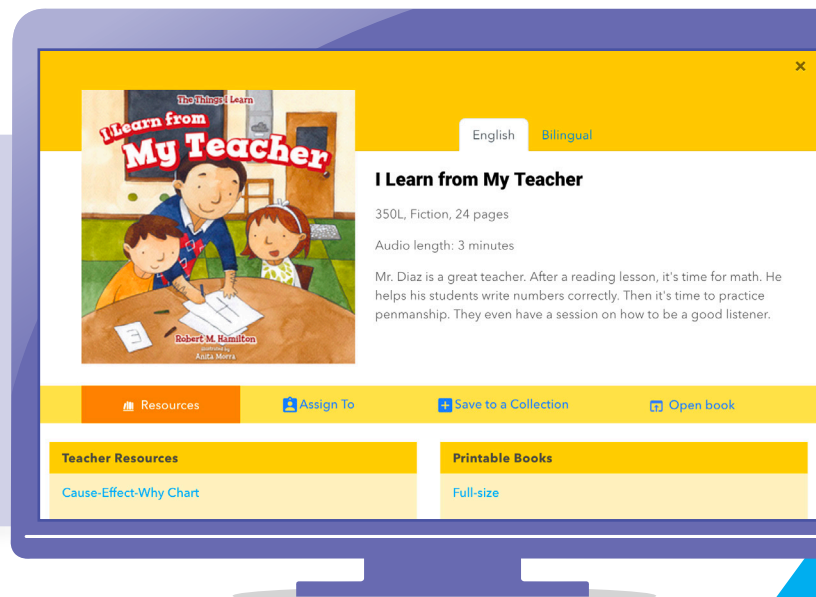 ×
The Things I Learn
I Learn from
My Teacher
Robert M. Hamilton
illustrated by
Anita Morra
English
Bilingual
I Learn from My Teacher
350L, Fiction, 24 pages
Audio length: 3 minutes
Mr. Diaz is a great teacher. After a reading lesson, it's time for math. He
helps his students write numbers correctly. Then it's time to practice
penmanship. They even have a session on how to be a good listener.
Resources
Assign To
Save to a Collection
Open book
Teacher Resources
Cause-Effect-Why Chart
Printable Books
Full-size